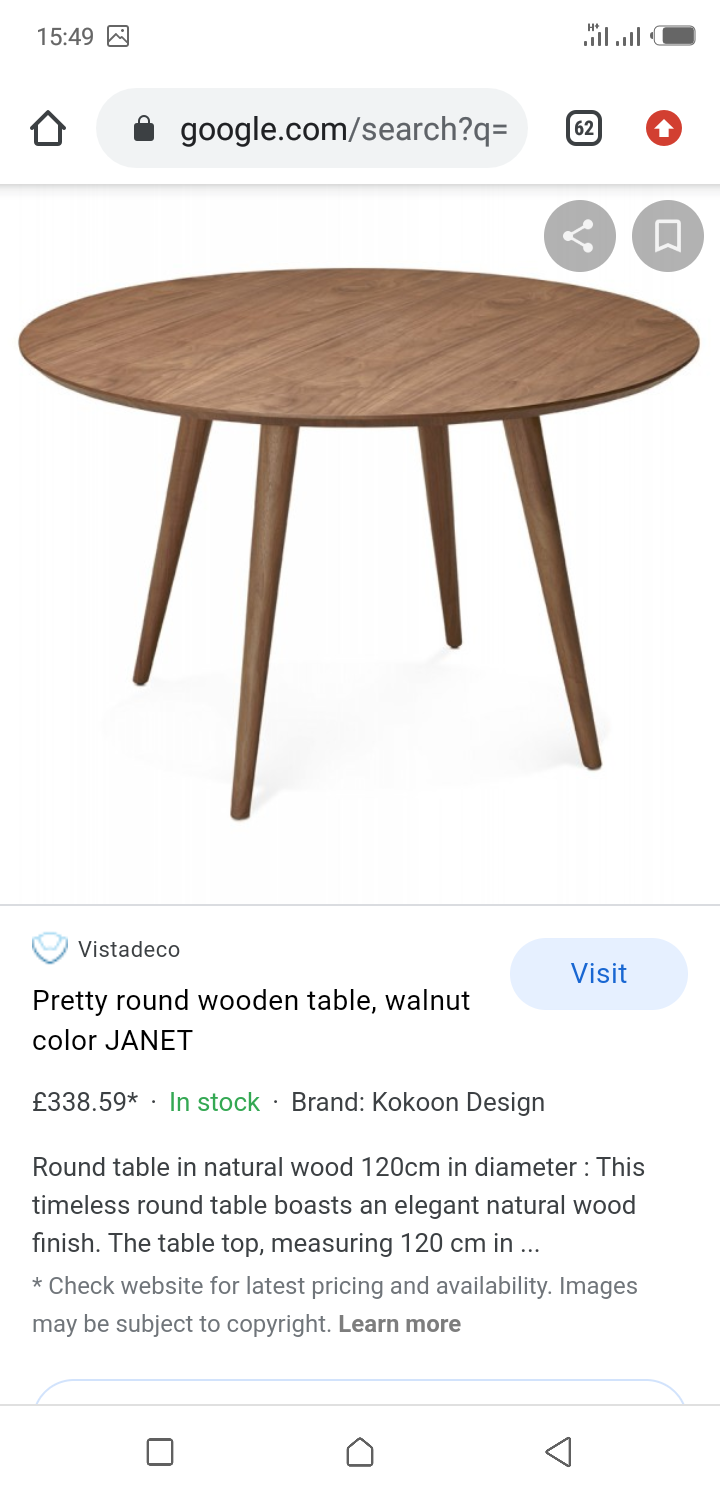 15:49
H+
google.com/search?q=
62
Vistadeco
Visit
Pretty round wooden table, walnut
color JANET
£338.59* · In stock · Brand: Kokoon Design
Round table in natural wood 120cm in diameter : This
timeless round table boasts an elegant natural wood
finish. The table top, measuring 120 cm in ...
* Check website for latest pricing and availability. Images
may be subject to copyright. Learn more